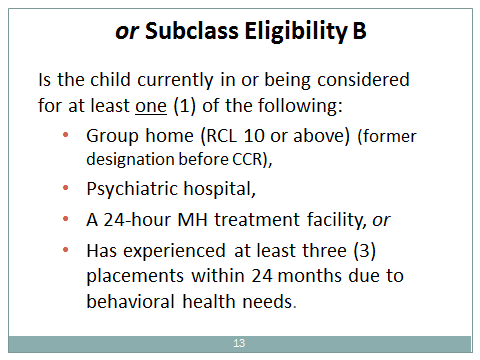 or Subclass Eligibility B
Is the child currently in or being considered
for at least one (1) of the following:
• Group home (RCL 10 or above) (former
designation before CCR),
• Psychiatric hospital,
• A 24-hour MH treatment facility, or
• Has experienced at least three (3)
placements within 24 months due to
behavioral health needs.
13